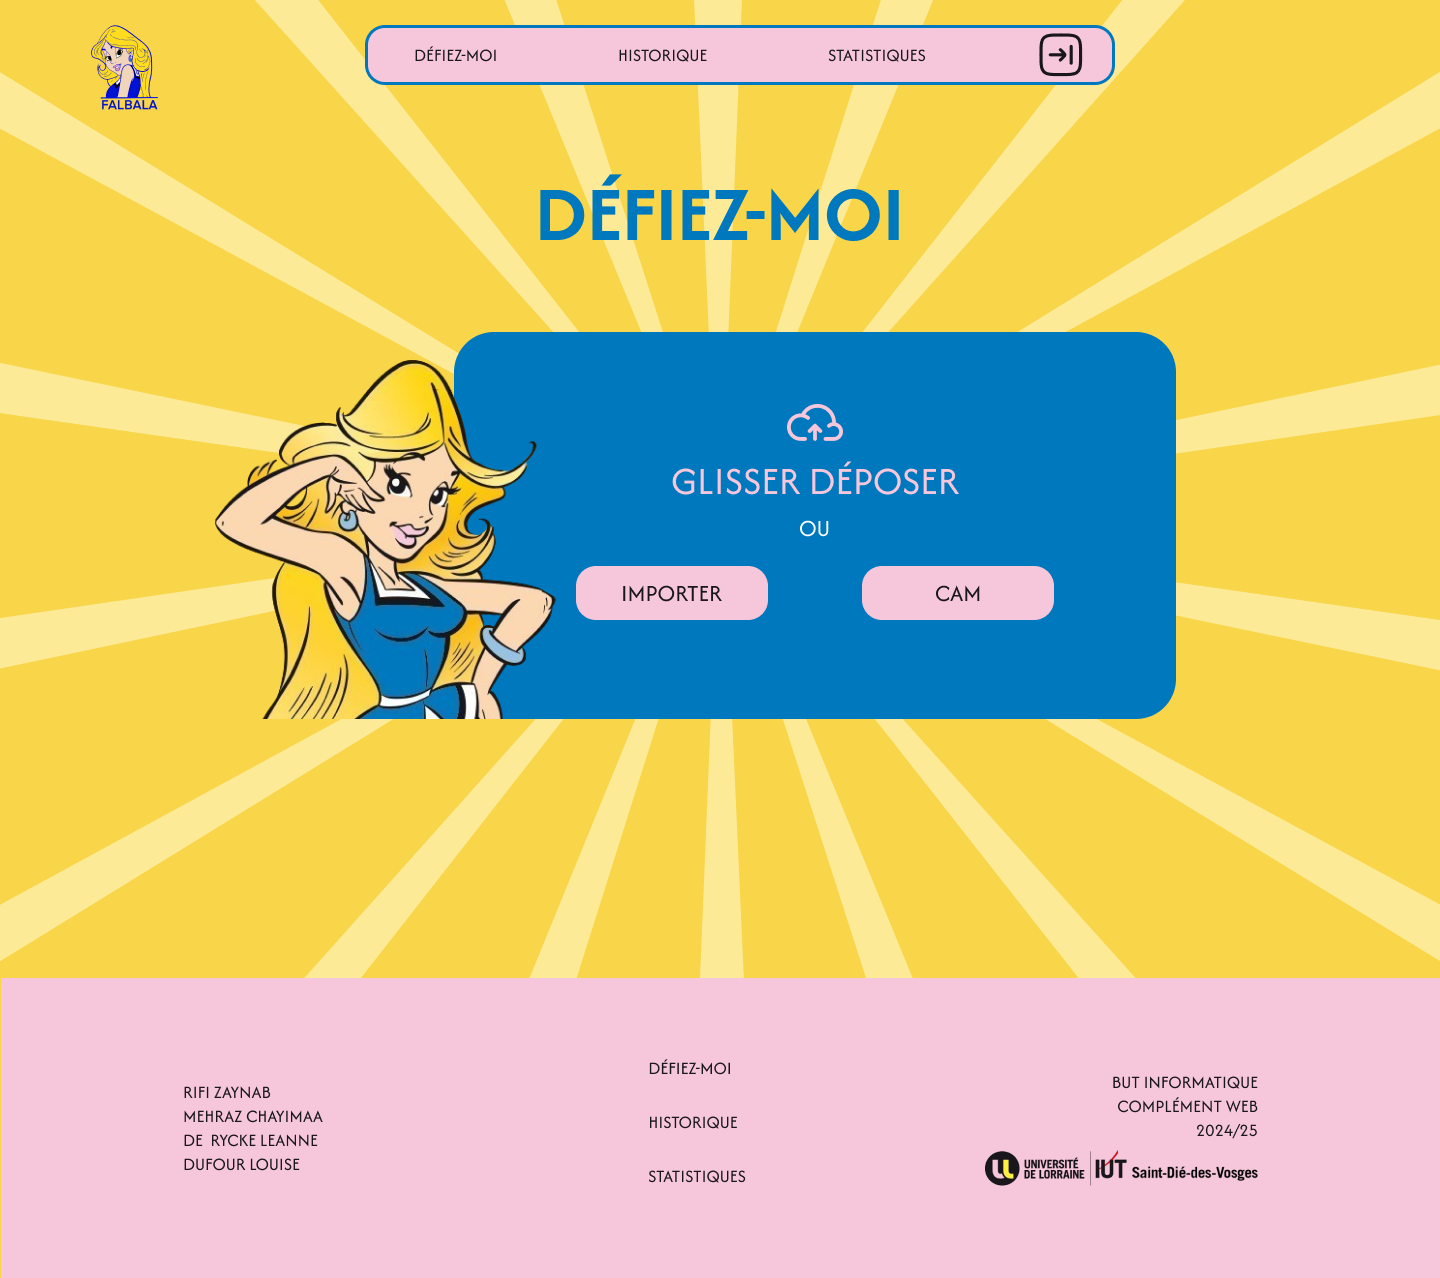 FALBALA
DÉFIEZ-MOI
HISTORIQUE
STATISTIQUES
DÉFIEZ-MOI
GLISSER DÉPOSER
OU
IMPORTER
CAM
RIFI ZAYNAB
MEHRAZ CHAYIMAA
DE RYCKE LEANNE
DUFOUR LOUISE
DÉFIEZ-MOI
HISTORIQUE
STATISTIQUES
BUT INFORMATIQUE
COMPLÉMENT WEB
2024/25
UNIVERSITÉ
DE LORRAINE
IUT Saint-Dié-des-Vosges